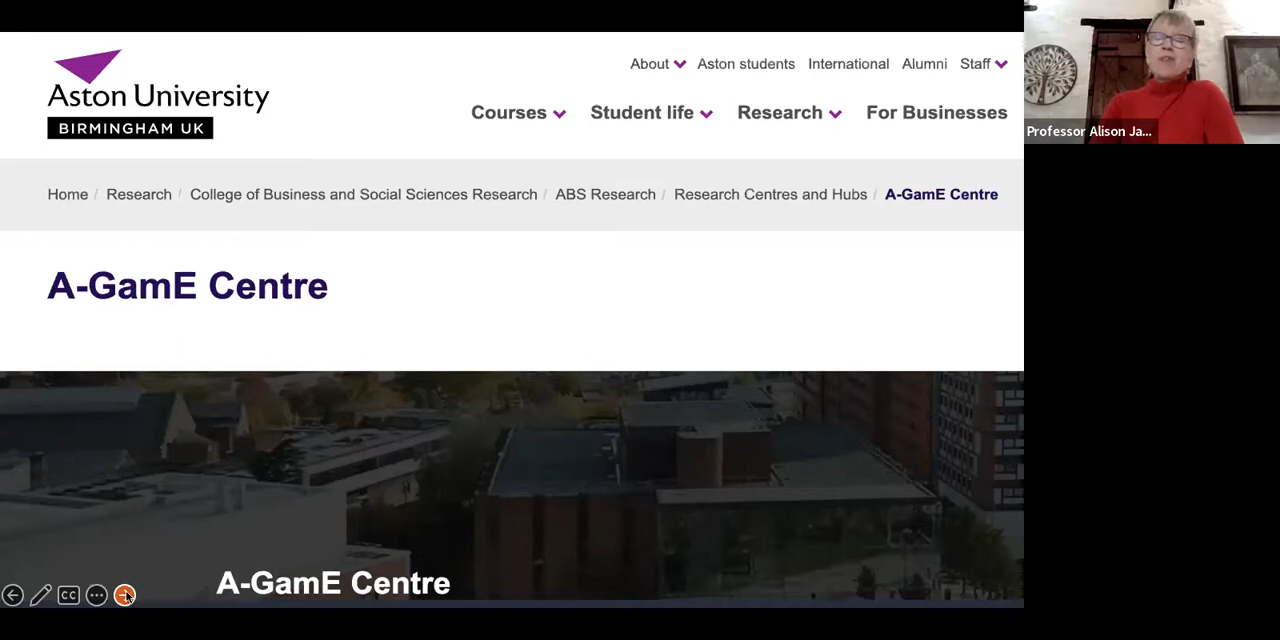 Aston University
BIRMINGHAM UK
About Aston students International Alumni Staff
Courses Student life Research For Businesses
Home / Research / College of Business and Social Sciences Research / ABS Research / Research Centres and Hubs / A-GamE Centre
A-GamE Centre
A-GamE Centre
CC
Professor Alison Ja...